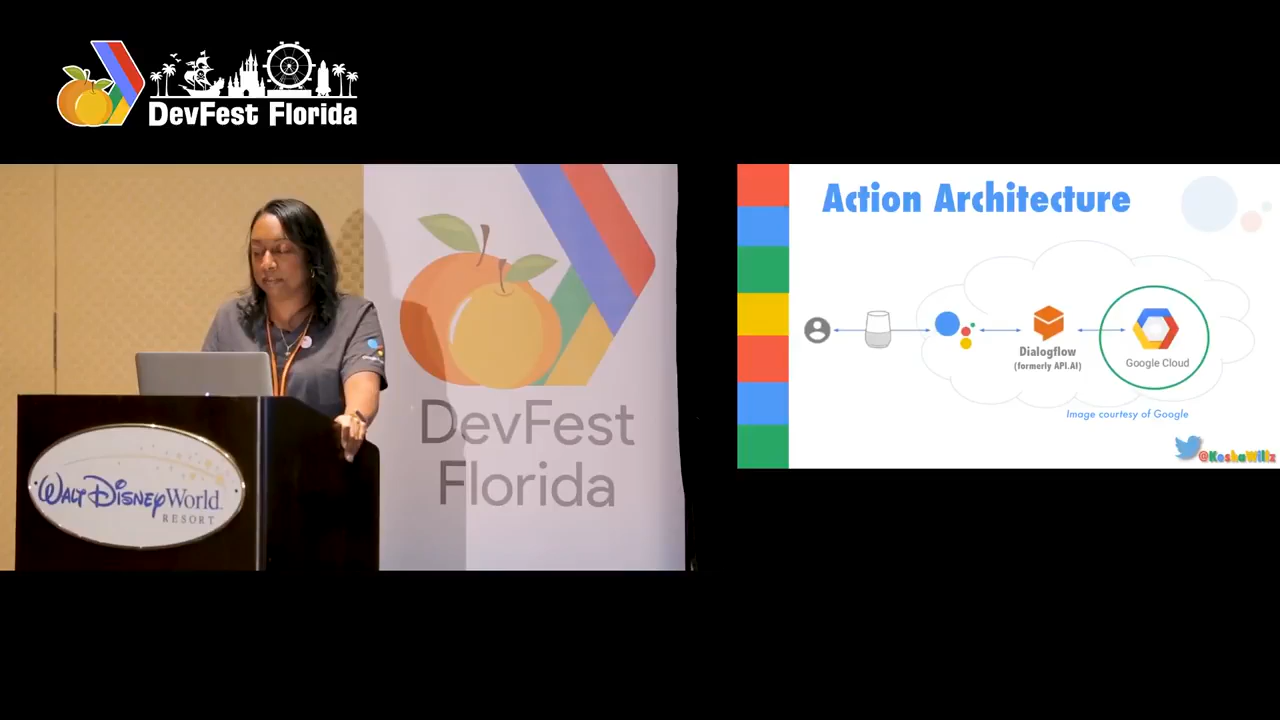 DevFest Florida
Action Architecture
Dialogflow
(formerly API.AI)
Google Cloud
Image courtesy of Google
@KeshaWillz
DevFest
Florida
Walt Disney World
RESORT